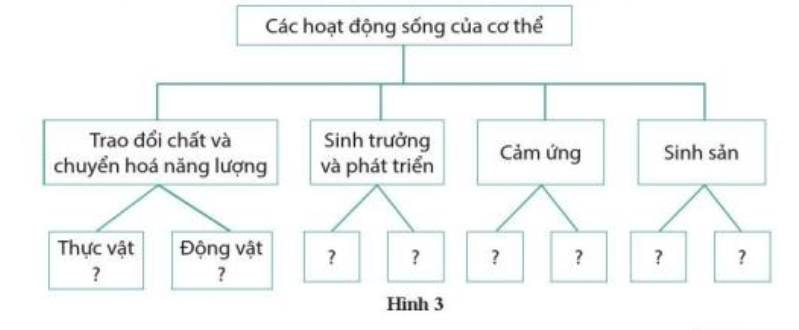 Các hoạt động sống của cơ thể
Trao đổi chất và
chuyển hoá năng lượng
Sinh trưởng
và phát triển
Cảm ứng
Sinh sản
Thực vật
?
Động vật
?
?
?
?
?
?
?
Hình 3